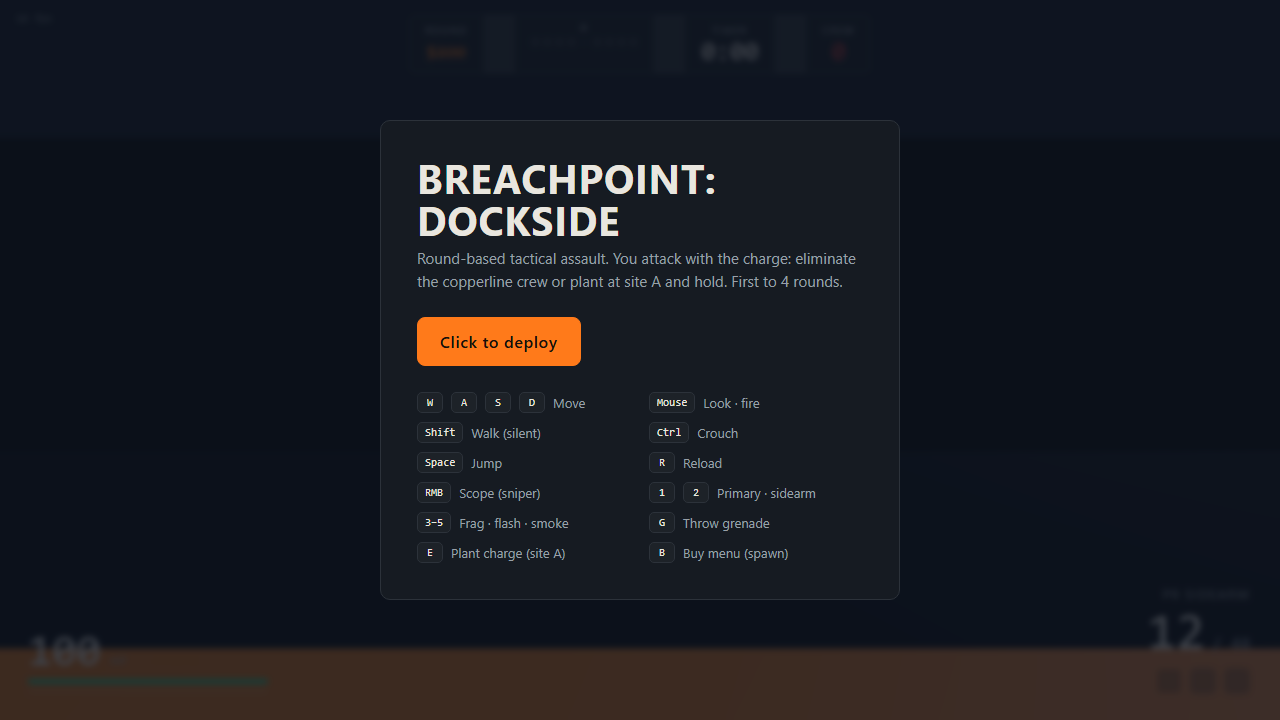 0:00
BREACHPOINT:
DOCKSIDE
Round-based tactical assault. You attack with the charge: eliminate
the copperline crew or plant at site A and hold. First to 4 rounds.
Click to deploy
W A S D Move
Mouse Look · fire
Shift Walk (silent)
Ctrl Crouch
Space Jump
R Reload
RMB Scope (sniper)
1 2 Primary · sidearm
3–5 Frag · flash · smoke
G Throw grenade
E Plant charge (site A)
B Buy menu (spawn)
100
12